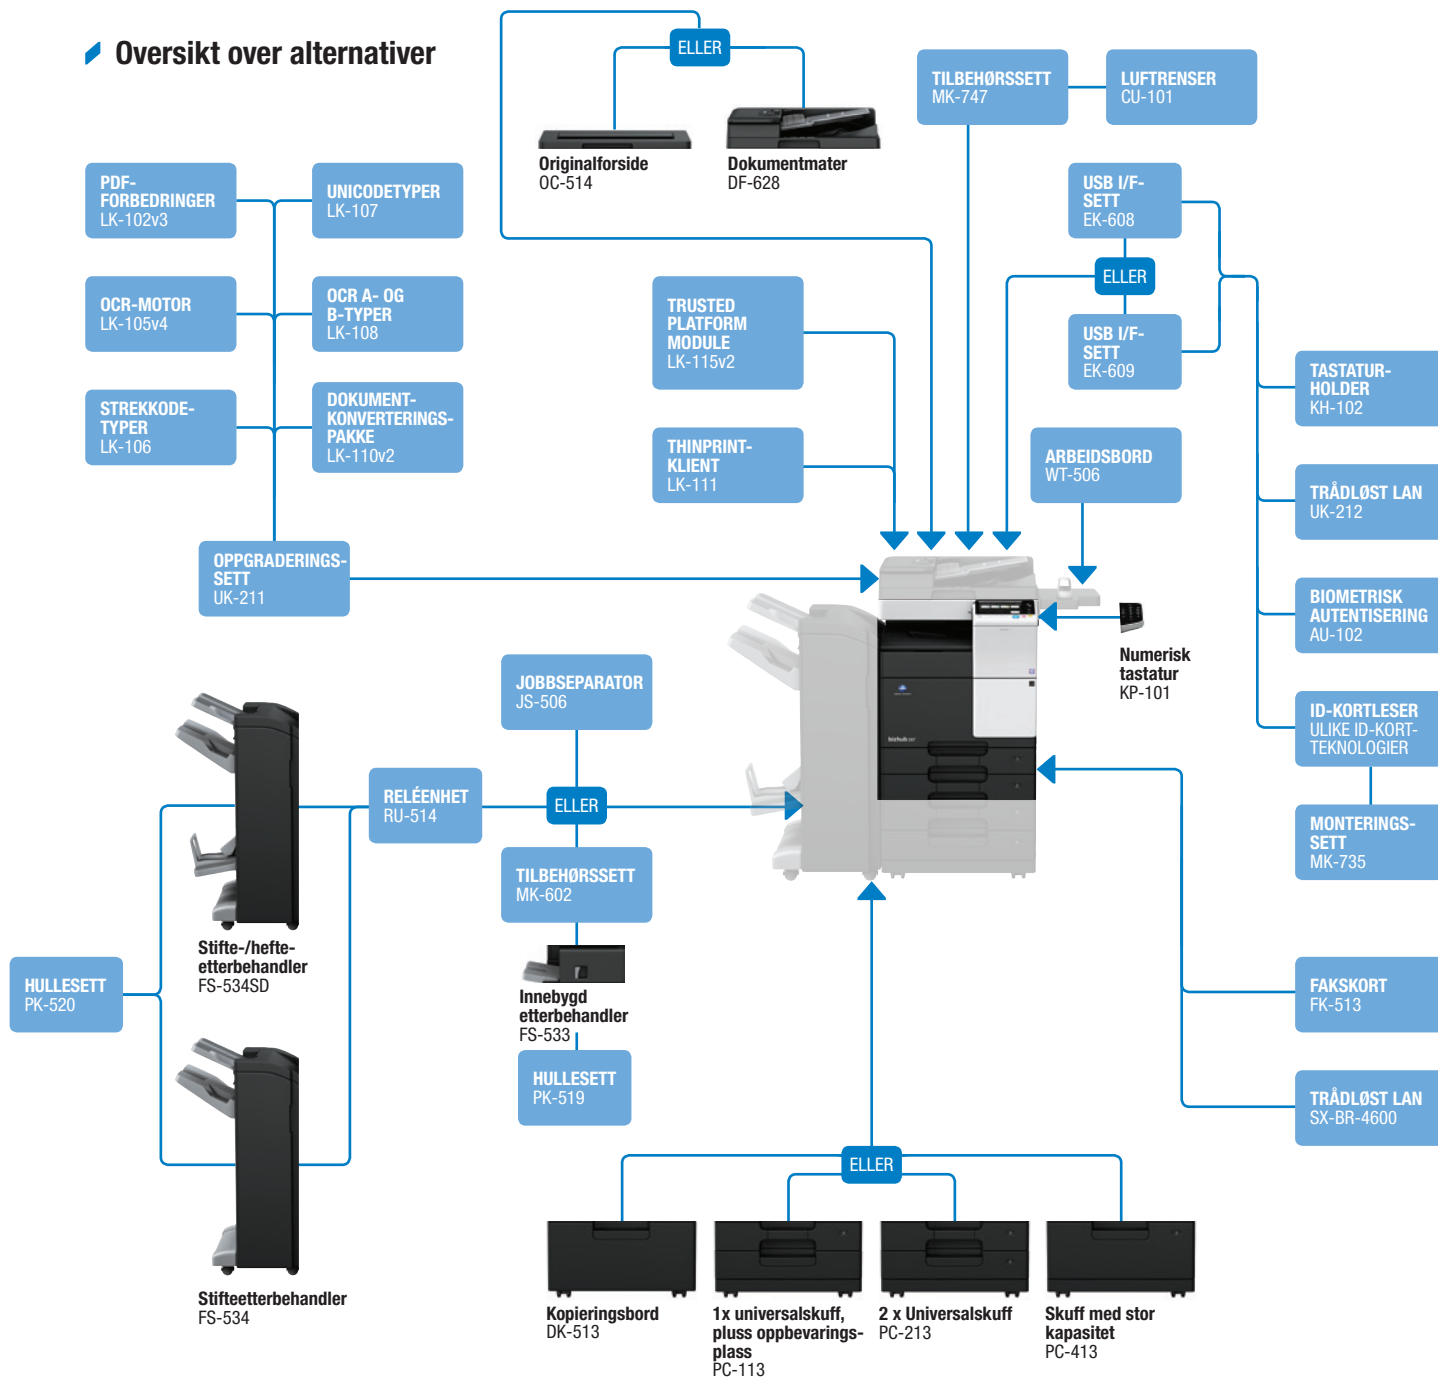 Oversikt over alternativer
ELLER
Originalforside
OC-514
Dokumentmater
DF-628
TILBEHØRSSETT
MK-747
LUFTRENSER
CU-101
PDF-
FORBEDRINGER
LK-102v3
UNICODETYPER
LK-107
OCR-MOTOR
LK-105v4
OCR A- OG
B-TYPER
LK-108
STREKKODE-
TYPER
LK-106
DOKUMENT-
KONVERTERINGS-
PAKKE
LK-110v2
OPPGRADERINGS-
SETT
UK-211
TRUSTED
PLATFORM
MODULE
LK-115v2
THINPRINT-
KLIENT
LK-111
USB I/F-
SETT
EK-608
ELLER
USB I/F-
SETT
EK-609
ARBEIDSBORD
WT-506
TASTATUR-
HOLDER
KH-102
TRÅDLØST LAN
UK-212
BIOMETRISK
AUTENTISERING
AU-102
ID-KORTLESER
ULIKE ID-KORT-
TEKNOLOGIER
MONTERINGS-
SETT
MK-735
Numerisk
tastatur
KP-101
bizhub
JOBBSEPARATOR
JS-506
RELÉENHET
RU-514
ELLER
TILBEHØRSSETT
MK-602
Innebygd
etterbehandler
FS-533
HULLESETT
PK-519
Stifte-/hefte-
etterbehandler
FS-534SD
HULLESETT
PK-520
Stifteetterbehandler
FS-534
FAKSKORT
FK-513
TRÅDLØST LAN
SX-BR-4600
ELLER
Kopieringsbord
DK-513
1x universalskuff,
pluss oppbevarings-
plass
PC-113
2 x Universalskuff
PC-213
Skuff med stor
kapasitet
PC-413